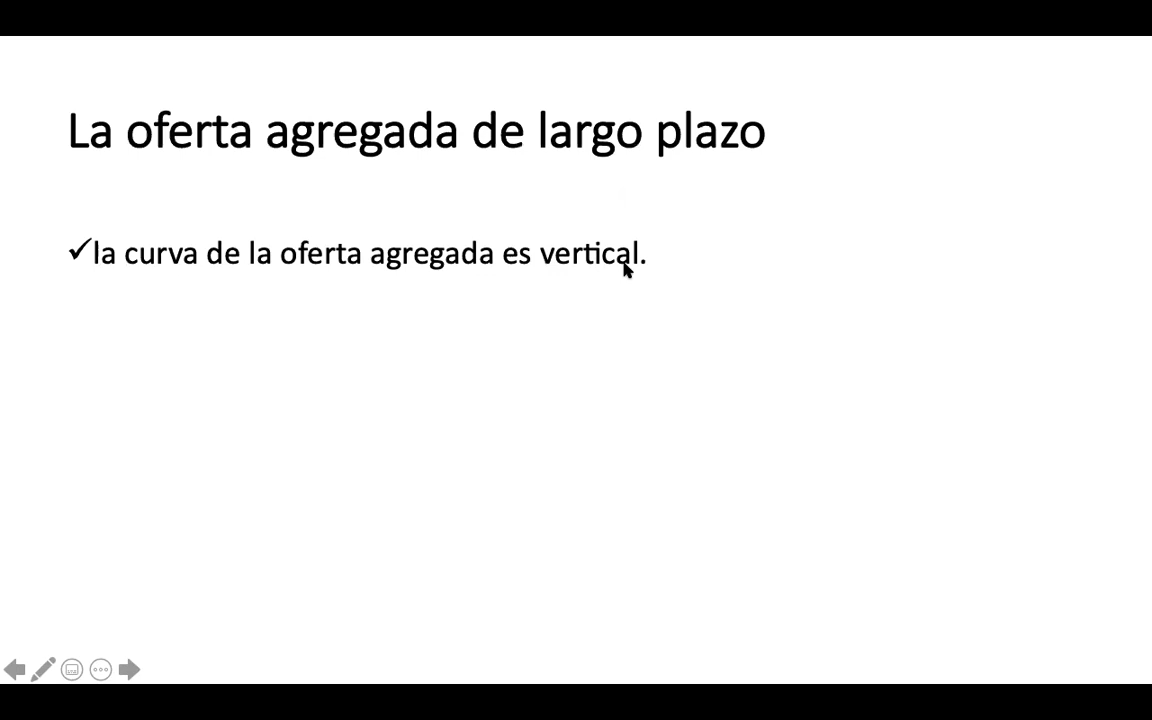 La oferta agregada de largo plazo
✓la curva de la oferta agregada es vertical.